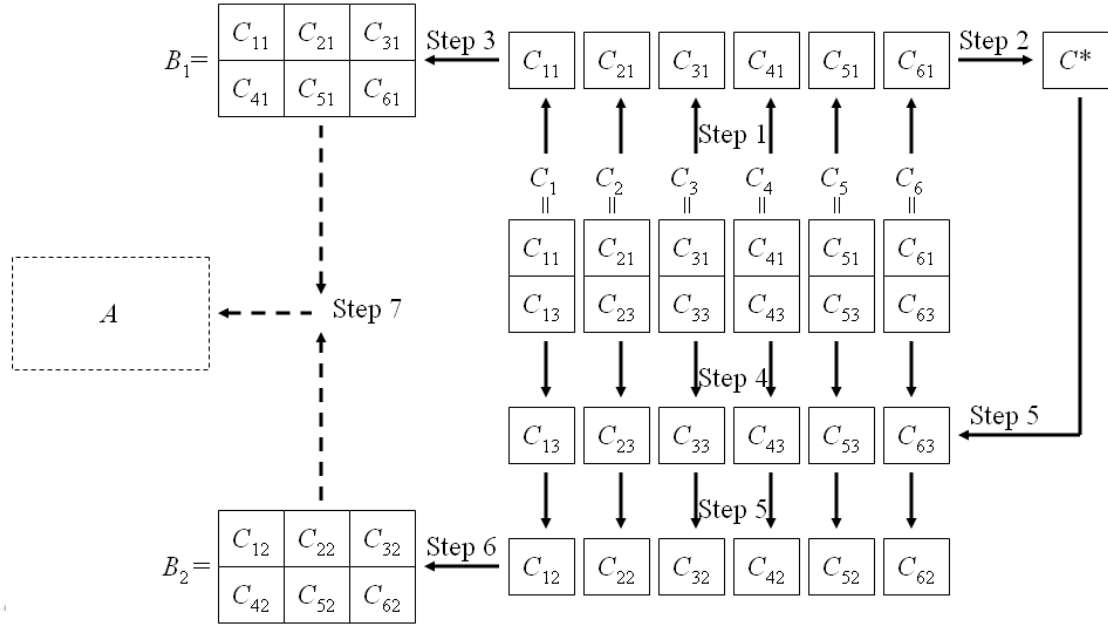 C11 C21 C31 Step 3 C11 C21 C31 C41 C51 C61 Step 2 C*
B1=
C41 C51 C61
Step 1
C1 C2 C3 C4 C5 C6
= = = = = =
C11 C21 C31 C41 C51 C61
A Step 7 C13 C23 C33 C43 C53 C63
Step 4
C13 C23 C33 C43 C53 C63 Step 5
Step 5
C12 C22 C32 Step 6 C12 C22 C32 C42 C52 C62
B2=
C42 C52 C62